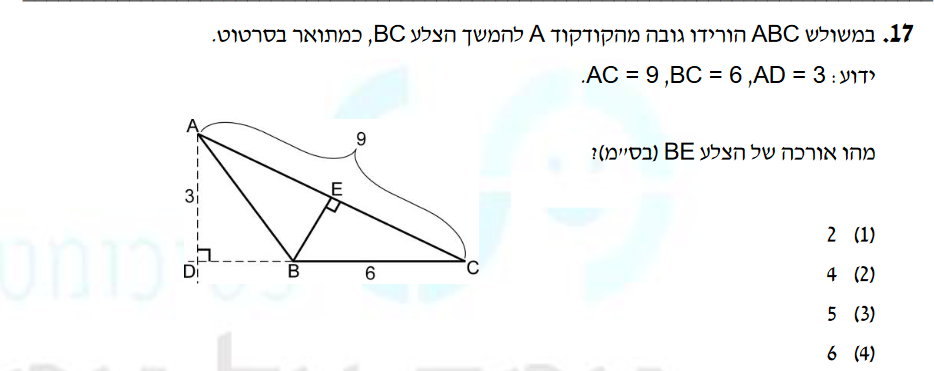 17. במשולש ABC הורידו גובה מהקודקוד A להמשך הצלע BC, כמתואר בסרטוט.
ידוע: AD = 3, BC = 6, AC = 9.
מהו אורכה של הצלע BE (בס״מ)?
A
9
3
E
D
B
6
C
(1) 2
(2) 4
(3) 5
(4) 6